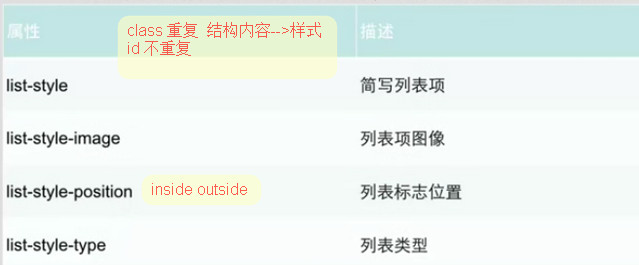 属性 描述
class 重复 结构内容-->样式
id 不重复
list-style 简写列表项
list-style-image 列表项图像
list-style-position inside outside 列表标志位置
list-style-type 列表类型